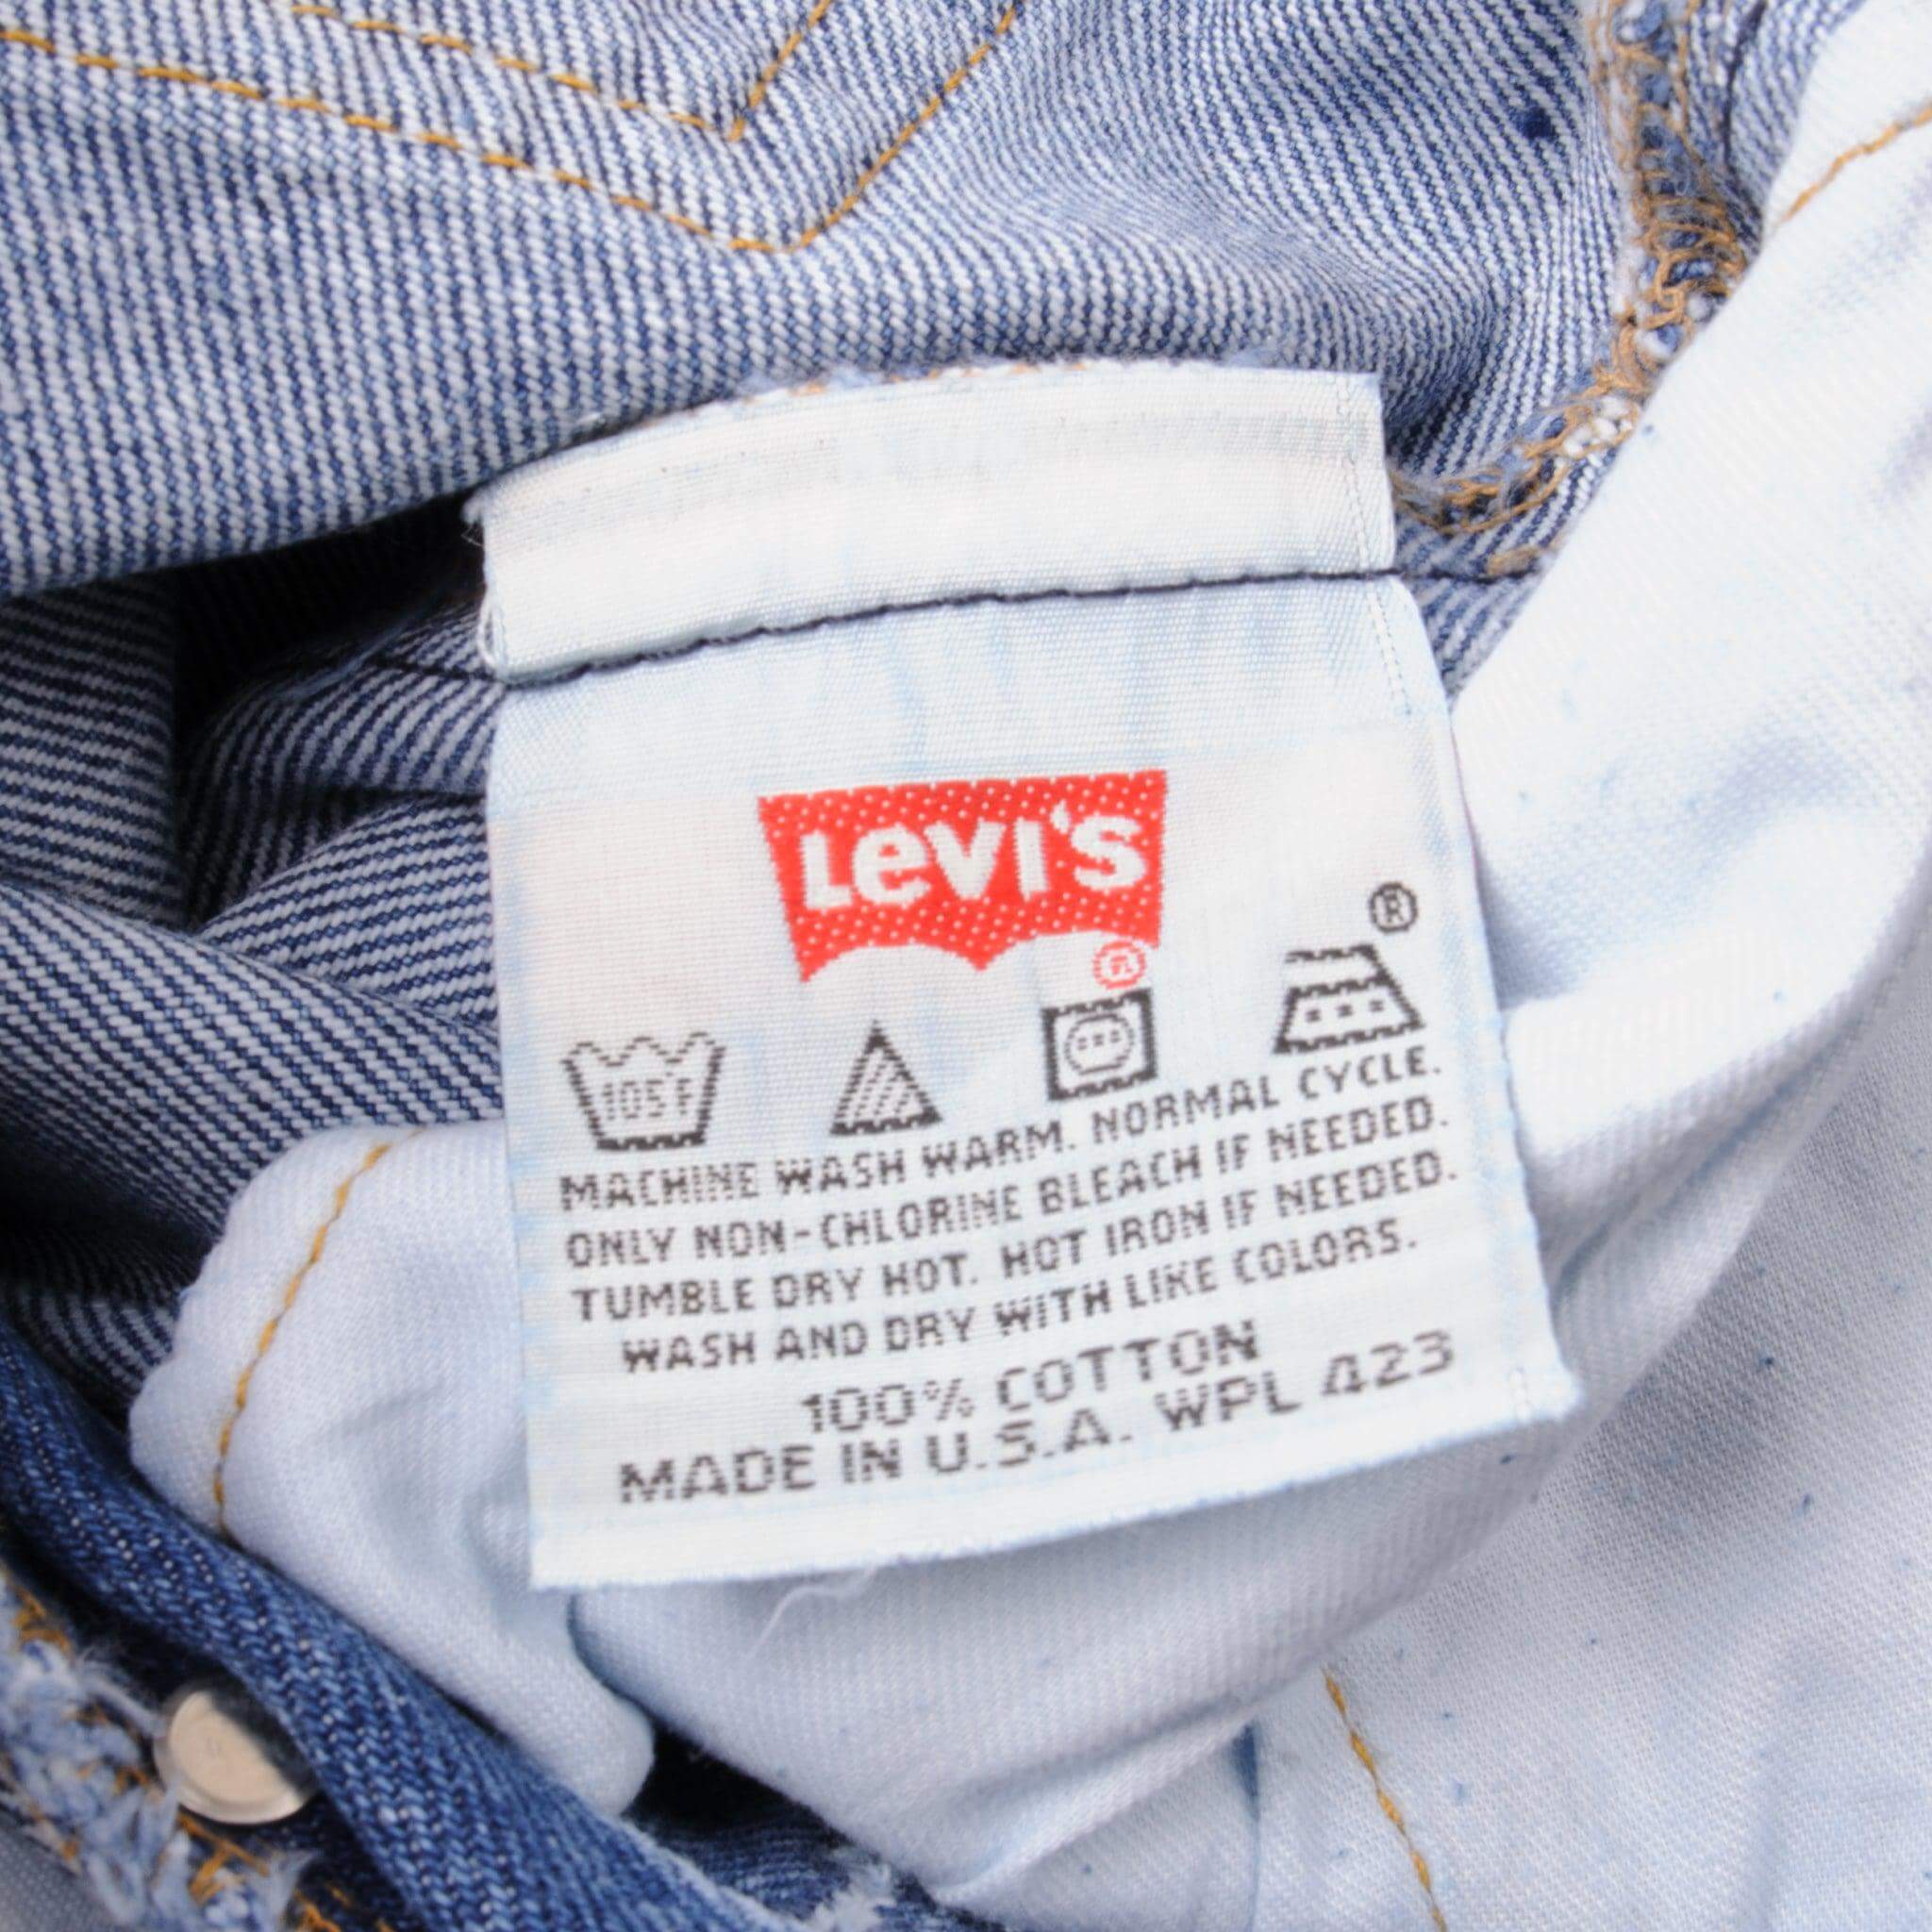 Levi's
®
®
105°F
MACHINE WASH WARM. NORMAL CYCLE.
ONLY NON-CHLORINE BLEACH IF NEEDED.
TUMBLE DRY HOT. HOT IRON IF NEEDED.
WASH AND DRY WITH LIKE COLORS.
100% COTTON
MADE IN U.S.A. WPL 423